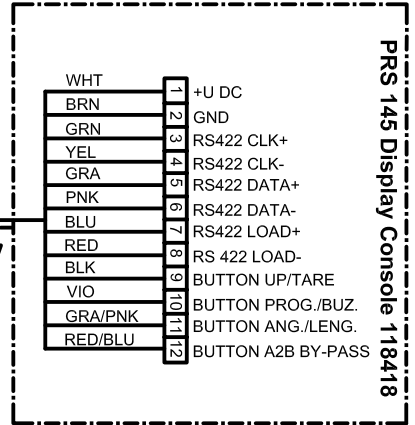 WHT 1 +U DC
BRN 2 GND
GRN 3 RS422 CLK+
YEL 4 RS422 CLK-
GRA 5 RS422 DATA+
PNK 6 RS422 DATA-
BLU 7 RS422 LOAD+
RED 8 RS 422 LOAD-
BLK 9 BUTTON UP/TARE
VIO 10 BUTTON PROG./BUZ.
GRA/PNK 11 BUTTON ANG./LENG.
RED/BLU 12 BUTTON A2B BY-PASS
PRS 145 Display Console 118418